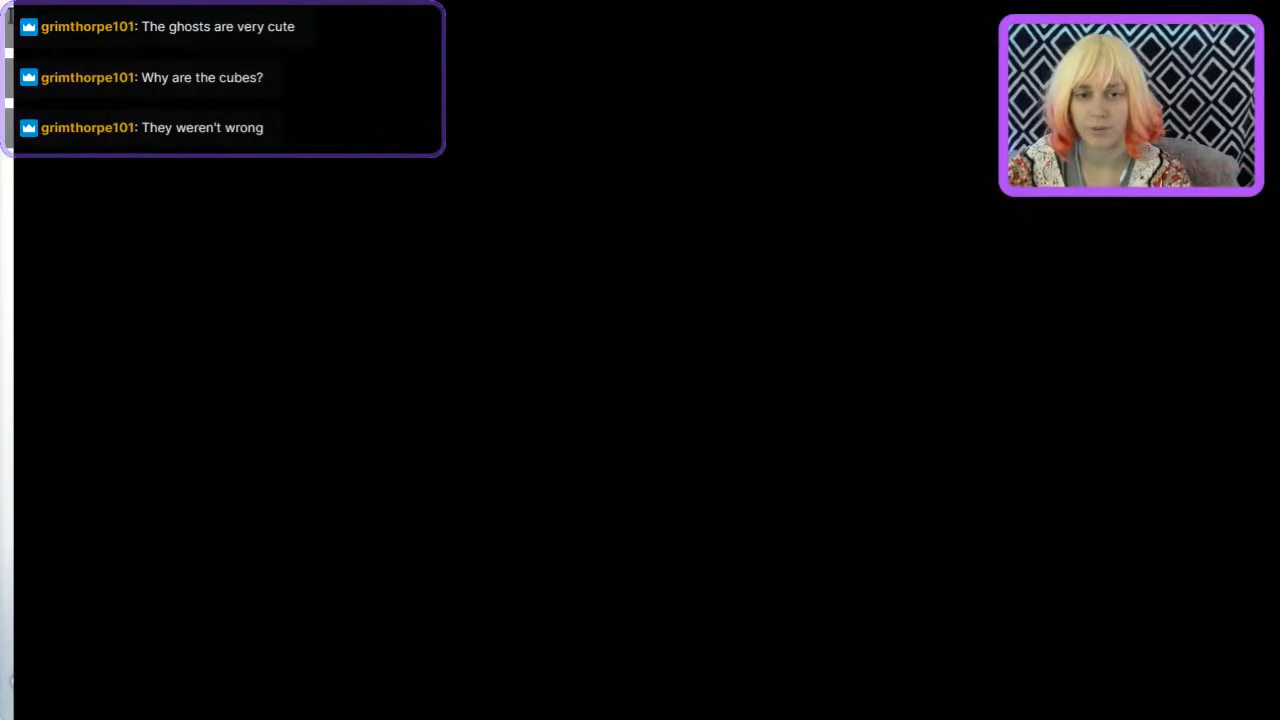 grimthorpe101: The ghosts are very cute
grimthorpe101: Why are the cubes?
grimthorpe101: They weren't wrong